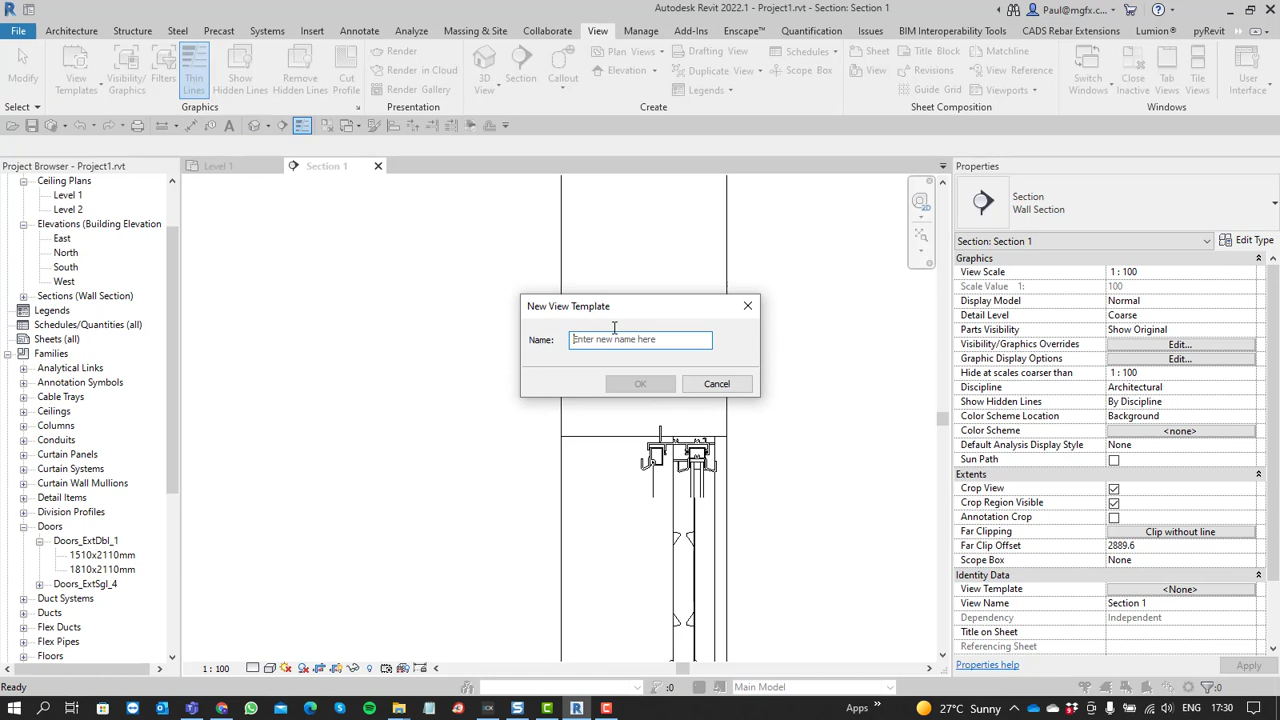 Autodesk Revit 2022.1 - Project1.rvt - Section: Section 1
Paul@mgfx.c...
File Architecture Structure Steel Precast Systems Insert Annotate Analyze Massing & Site Collaborate View Manage Add-Ins Enscape™ Quantification Issues BIM Interoperability Tools CADS Rebar Extensions Lumion® pyRevit
Modify
View Templates
Visibility/ Graphics
Filters
Thin Lines
Show Hidden Lines
Remove Hidden Lines
Cut Profile
Render
Render in Cloud
Render Gallery
3D View
Section
Callout
Plan Views
Elevation
Drafting View
Duplicate View
Legends
Schedules
Scope Box
Sheet
View
Title Block
Revisions
Guide Grid
Matchline
View Reference
Viewports
Switch Windows
Close Inactive
Tab Views
Tile Views
User Interface
Select Graphics Presentation Create Sheet Composition Windows
Project Browser - Project1.rvt
Ceiling Plans
Level 1
Level 2
Elevations (Building Elevation
East
North
South
West
Sections (Wall Section)
Legends
Schedules/Quantities (all)
Sheets (all)
Families
Analytical Links
Annotation Symbols
Cable Trays
Ceilings
Columns
Conduits
Curtain Panels
Curtain Systems
Curtain Wall Mullions
Detail Items
Division Profiles
Doors
Doors_ExtDbl_1
1510x2110mm
1810x2110mm
Doors_ExtSgl_4
Duct Systems
Ducts
Flex Ducts
Flex Pipes
Floors
Level 1
Section 1
2D
New View Template
Name: Enter new name here
OK Cancel
Properties
Section
Wall Section
Section: Section 1 Edit Type
Graphics
View Scale 1 : 100
Scale Value 1: 100
Display Model Normal
Detail Level Coarse
Parts Visibility Show Original
Visibility/Graphics Overrides Edit...
Graphic Display Options Edit...
Hide at scales coarser than 1 : 100
Discipline Architectural
Show Hidden Lines By Discipline
Color Scheme Location Background
Color Scheme <none>
Default Analysis Display Style None
Sun Path
Extents
Crop View
Crop Region Visible
Annotation Crop
Far Clipping Clip without line
Far Clip Offset 2889.6
Scope Box None
Identity Data
View Template <None>
View Name Section 1
Dependency Independent
Title on Sheet
Referencing Sheet
Properties help Apply
1 : 100
Ready :0 Main Model :0
Apps 27°C Sunny ENG 17:30